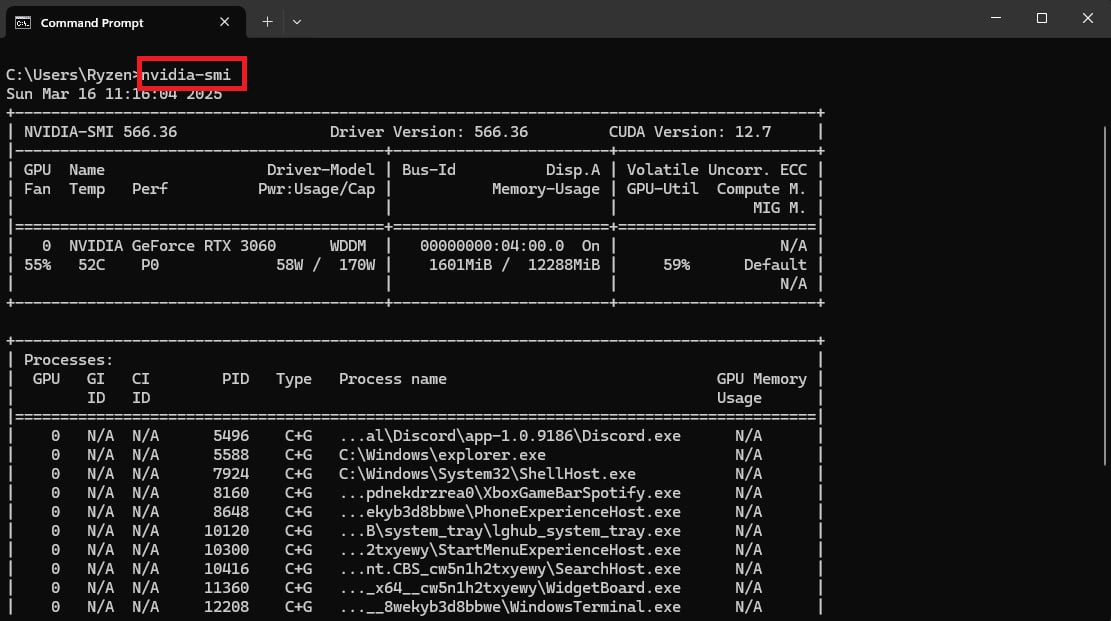 Command Prompt
C:\Users\Ryzen>nvidia-smi
Sun Mar 16 11:16:04 2025
+-----------------------------------------------------------------------------------------+
| NVIDIA-SMI 566.36                 Driver Version: 566.36         CUDA Version: 12.7     |
|-----------------------------------------+------------------------+----------------------+
| GPU  Name                  Driver-Model | Bus-Id          Disp.A | Volatile Uncorr. ECC |
| Fan  Temp   Perf          Pwr:Usage/Cap |           Memory-Usage | GPU-Util  Compute M. |
|                                         |                        |               MIG M. |
|=========================================+========================+======================|
|   0  NVIDIA GeForce RTX 3060      WDDM  |   00000000:04:00.0  On |                  N/A |
| 55%   52C    P0             58W /  170W |    1601MiB /  12288MiB |     59%      Default |
|                                         |                        |                  N/A |
+-----------------------------------------+------------------------+----------------------+
+-----------------------------------------------------------------------------------------+
| Processes:                                                                              |
|  GPU   GI   CI              PID   Type   Process name                        GPU Memory |
|        ID   ID                                                               Usage      |
|=========================================================================================|
|    0   N/A  N/A      5496    C+G   ...al\Discord\app-1.0.9186\Discord.exe      N/A      |
|    0   N/A  N/A      5588    C+G   C:\Windows\explorer.exe                     N/A      |
|    0   N/A  N/A      7924    C+G   C:\Windows\System32\ShellHost.exe           N/A      |
|    0   N/A  N/A      8160    C+G   ...pdnekdrzrea0\XboxGameBarSpotify.exe      N/A      |
|    0   N/A  N/A      8648    C+G   ...ekyb3d8bbwe\PhoneExperienceHost.exe      N/A      |
|    0   N/A  N/A     10120    C+G   ...B\system_tray\lghub_system_tray.exe      N/A      |
|    0   N/A  N/A     10300    C+G   ...2txyewy\StartMenuExperienceHost.exe      N/A      |
|    0   N/A  N/A     10416    C+G   ...nt.CBS_cw5n1h2txyewy\SearchHost.exe      N/A      |
|    0   N/A  N/A     11360    C+G   ..._x64__cw5n1h2txyewy\WidgetBoard.exe      N/A      |
|    0   N/A  N/A     12208    C+G   ...__8wekyb3d8bbwe\WindowsTerminal.exe      N/A      |